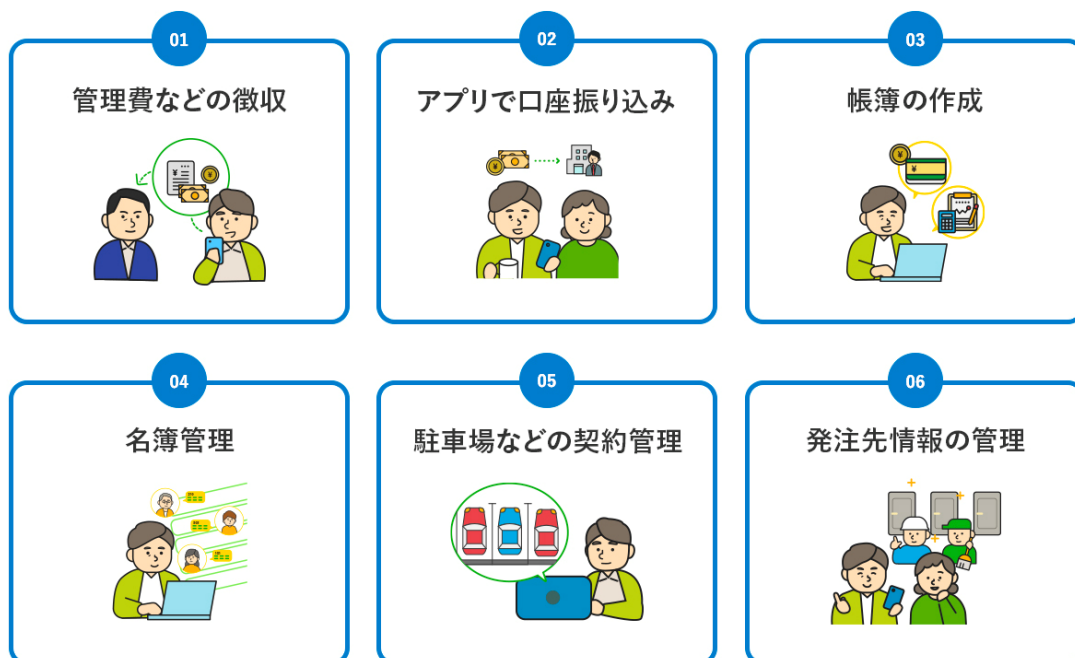 01
管理費などの徴収
02
アプリで口座振り込み
03
帳簿の作成
04
名簿管理
05
駐車場などの契約管理
06
発注先情報の管理